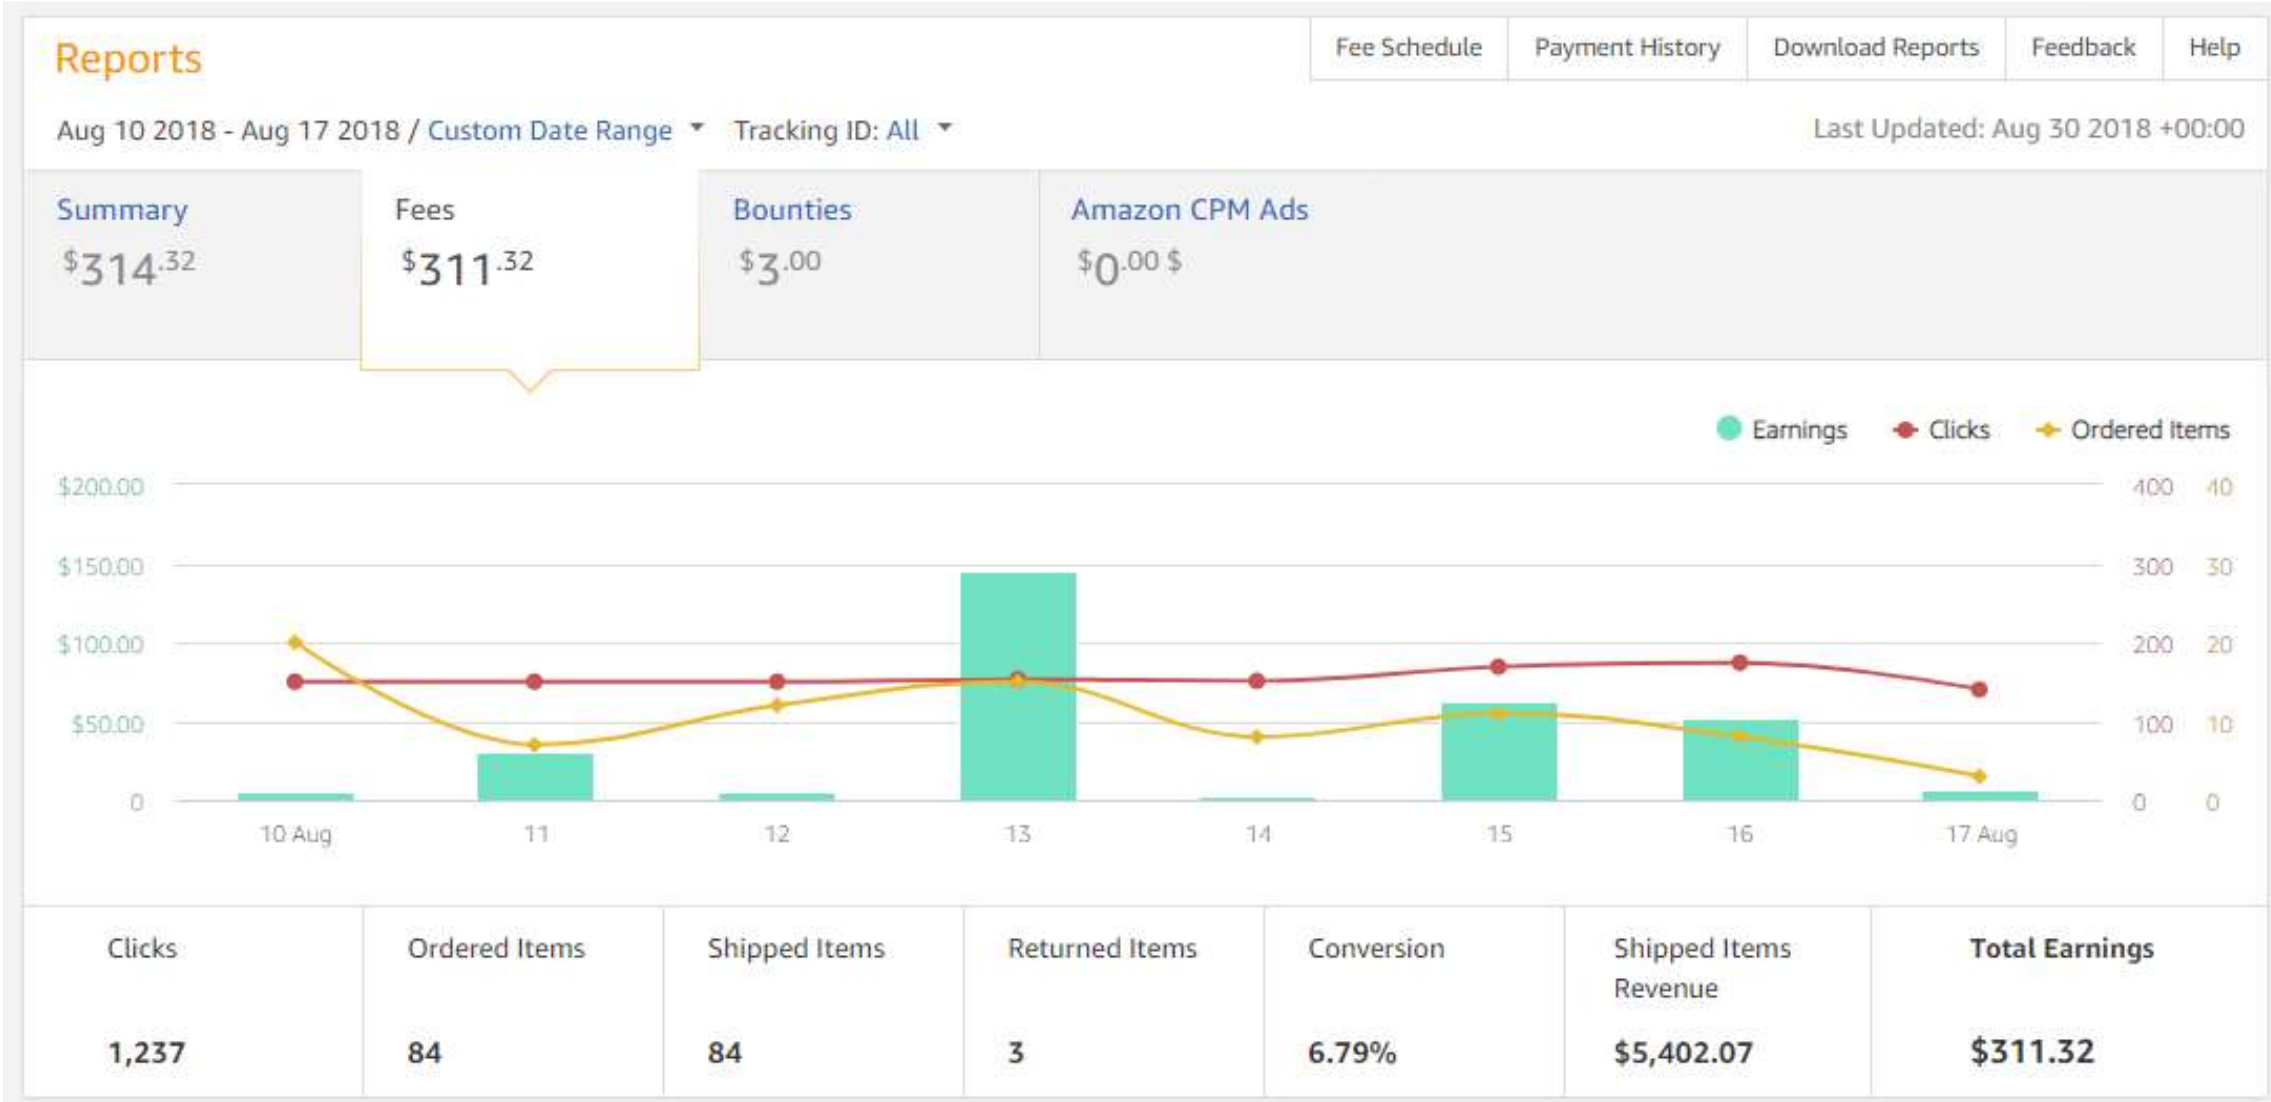 Reports
Fee Schedule Payment History Download Reports Feedback Help
Aug 10 2018 - Aug 17 2018 / Custom Date Range Tracking ID: All
Last Updated: Aug 30 2018 +00:00
Summary Fees Bounties Amazon CPM Ads
$314.32 $311.32 $3.00 $0.00 $
Earnings Clicks Ordered Items
$200.00 400 40
$150.00 300 30
$100.00 200 20
$50.00 100 10
0 0 0
10 Aug 11 12 13 14 15 16 17 Aug
Clicks Ordered Items Shipped Items Returned Items Conversion Shipped Items Total Earnings
Revenue
1,237 84 84 3 6.79% $5,402.07 $311.32